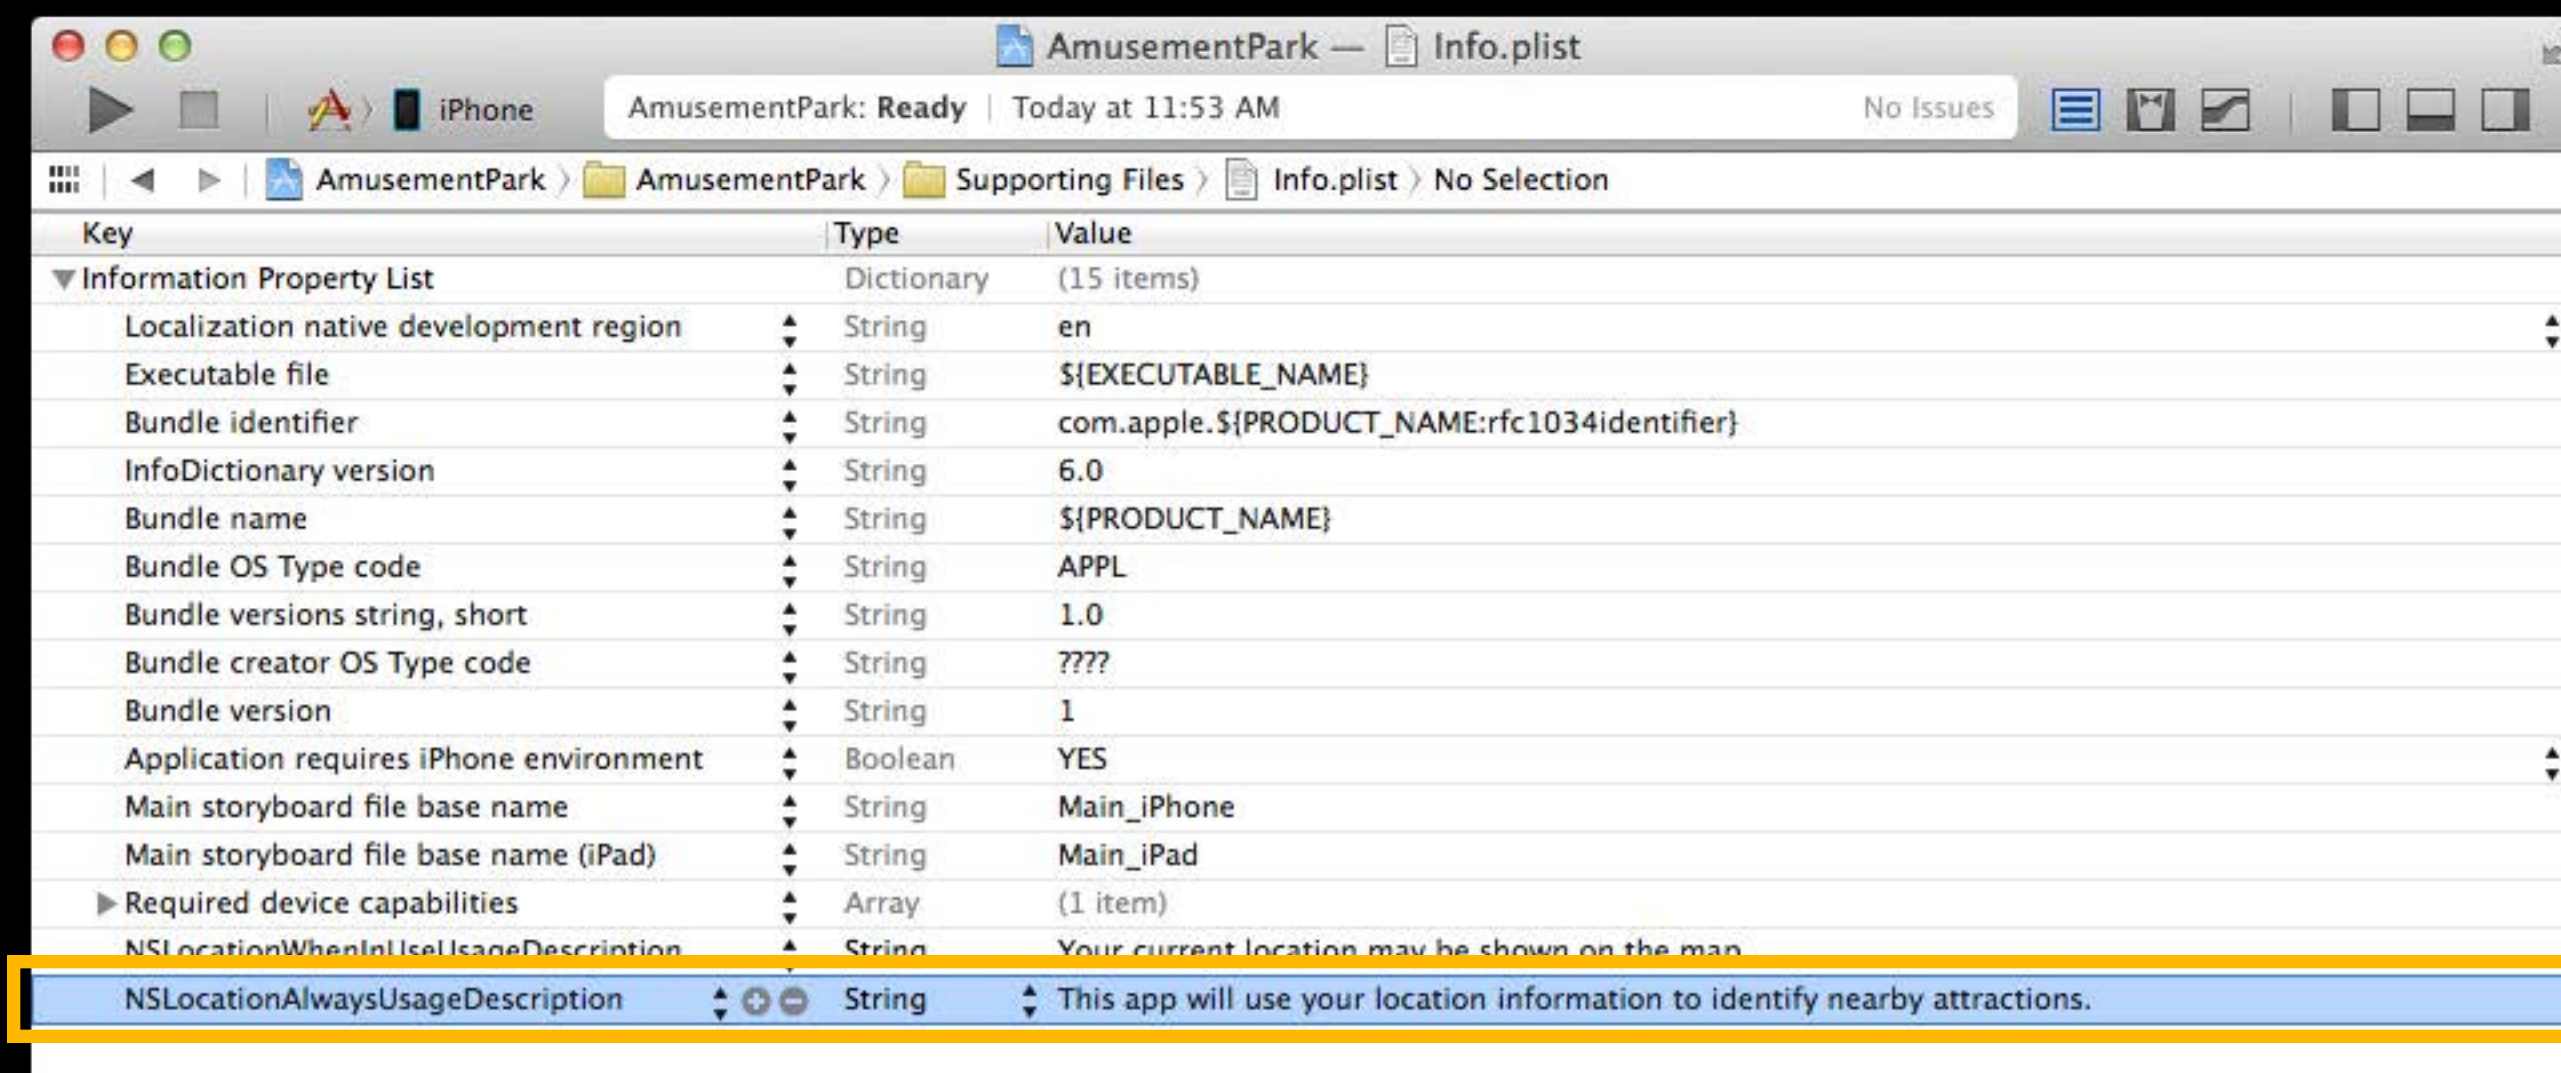 AmusementPark — Info.plist
iPhone AmusementPark: Ready | Today at 11:53 AM No Issues
AmusementPark AmusementPark Supporting Files Info.plist No Selection
Key Type Value
Information Property List Dictionary (15 items)
Localization native development region String en
Executable file String ${EXECUTABLE_NAME}
Bundle identifier String com.apple.${PRODUCT_NAME:rfc1034identifier}
InfoDictionary version String 6.0
Bundle name String ${PRODUCT_NAME}
Bundle OS Type code String APPL
Bundle versions string, short String 1.0
Bundle creator OS Type code String ????
Bundle version String 1
Application requires iPhone environment Boolean YES
Main storyboard file base name String Main_iPhone
Main storyboard file base name (iPad) String Main_iPad
Required device capabilities Array (1 item)
NSLocationWhenInUseUsageDescription String Your current location may be shown on the map
NSLocationAlwaysUsageDescription String This app will use your location information to identify nearby attractions.